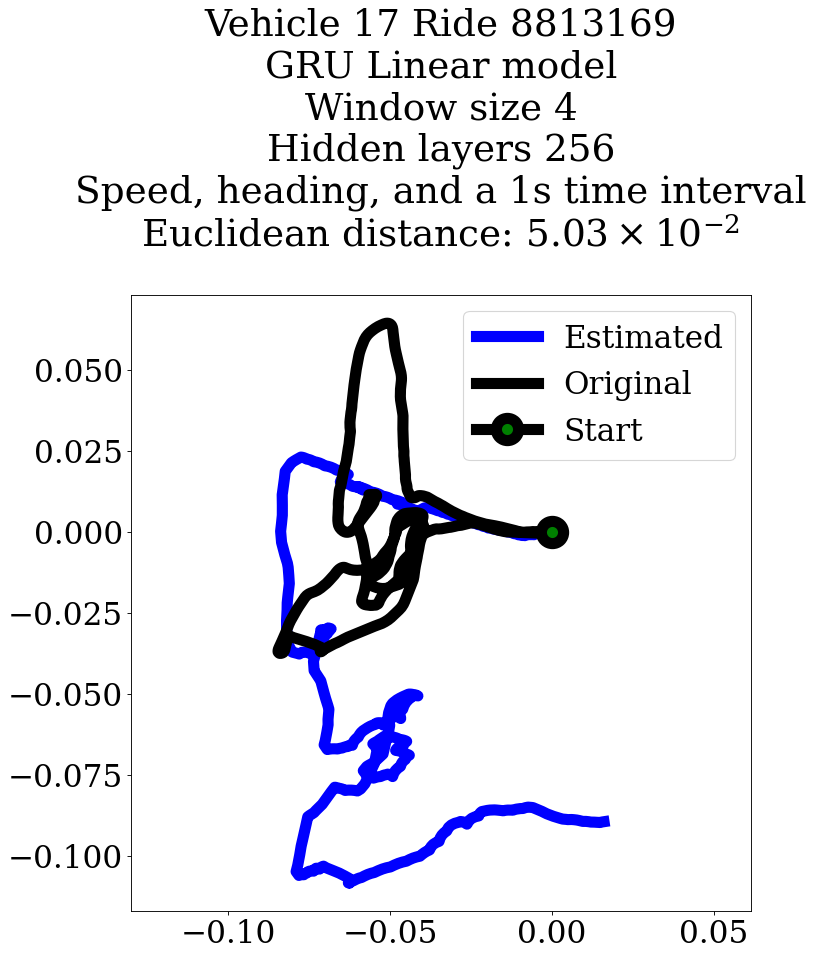 Vehicle 17 Ride 8813169
GRU Linear model
Window size 4
Hidden layers 256
Speed, heading, and a 1s time interval
Euclidean distance: 5.03 × 10⁻²
Estimated
Original
Start
0.050
0.025
0.000
−0.025
−0.050
−0.075
−0.100
−0.10 −0.05 0.00 0.05